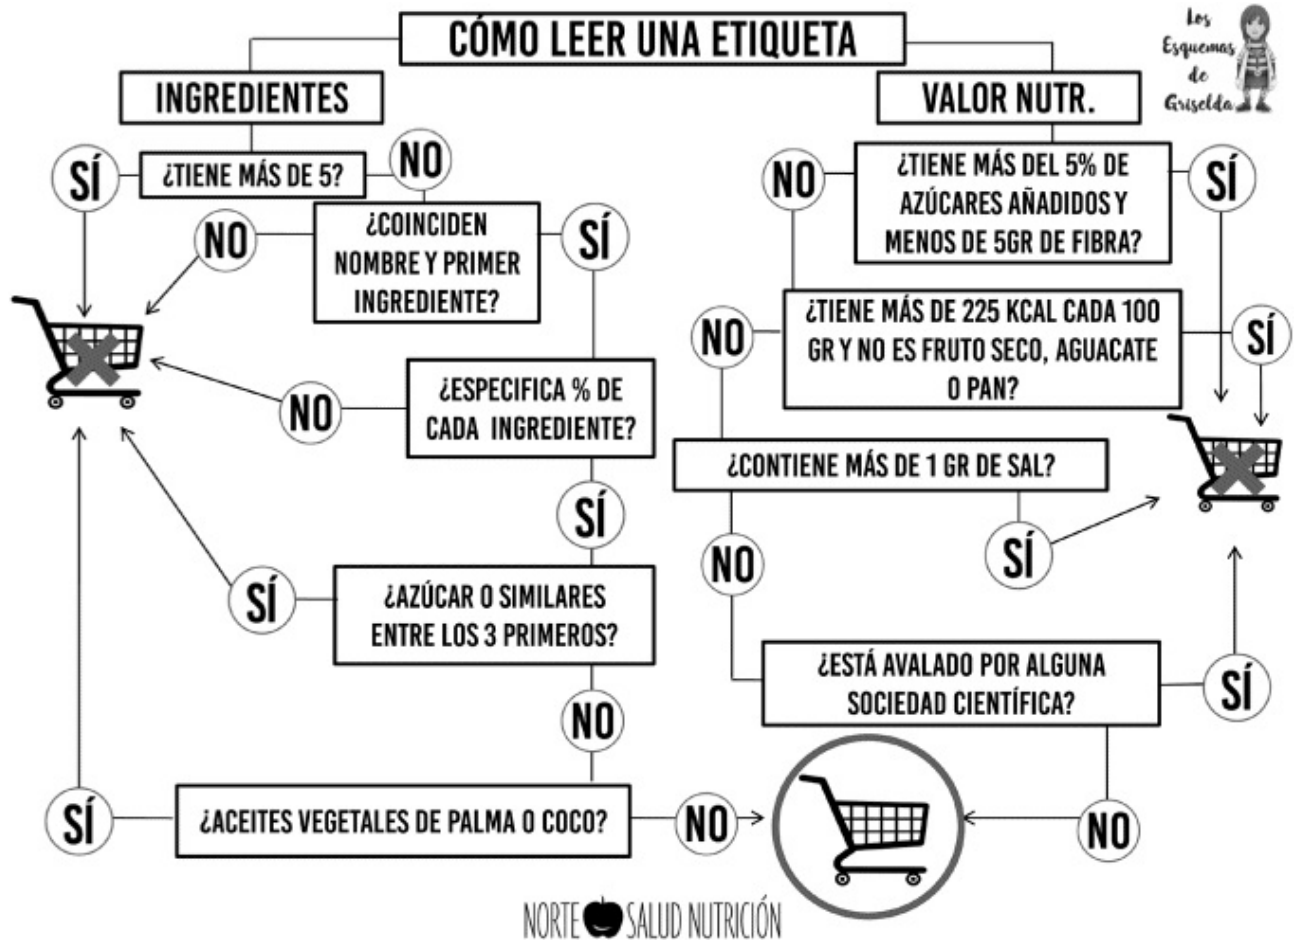 CÓMO LEER UNA ETIQUETA
Los
Esquemas
de
Griselda
INGREDIENTES
SÍ
¿TIENE MÁS DE 5?
NO
NO
¿COINCIDEN
NOMBRE Y PRIMER
INGREDIENTE?
SÍ
NO
¿ESPECIFICA % DE
CADA INGREDIENTE?
SÍ
SÍ
¿AZÚCAR O SIMILARES
ENTRE LOS 3 PRIMEROS?
NO
SÍ
¿ACEITES VEGETALES DE PALMA O COCO?
NO
VALOR NUTR.
NO
¿TIENE MÁS DEL 5% DE
AZÚCARES AÑADIDOS Y
MENOS DE 5GR DE FIBRA?
SÍ
NO
¿TIENE MÁS DE 225 KCAL CADA 100
GR Y NO ES FRUTO SECO, AGUACATE
O PAN?
SÍ
¿CONTIENE MÁS DE 1 GR DE SAL?
NO
SÍ
¿ESTÁ AVALADO POR ALGUNA
SOCIEDAD CIENTÍFICA?
SÍ
NO
NORTE SALUD NUTRICIÓN